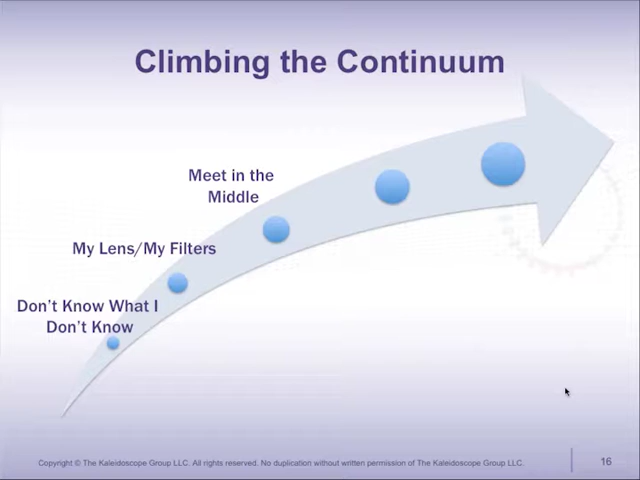 Climbing the Continuum
Meet in the
Middle
My Lens/My Filters
Don't Know What I
Don't Know
Copyright © The Kaleidoscope Group LLC. All rights reserved. No duplication without written permission of The Kaleidoscope Group LLC.
16